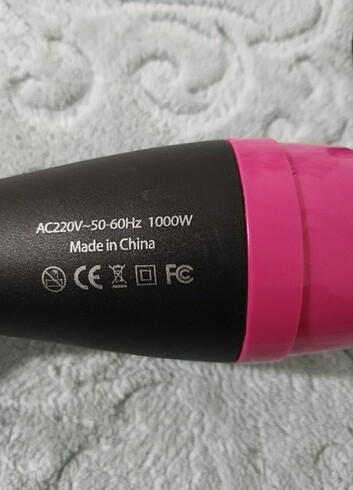 AC220V~50-60Hz 1000W
Made in China
CE FC